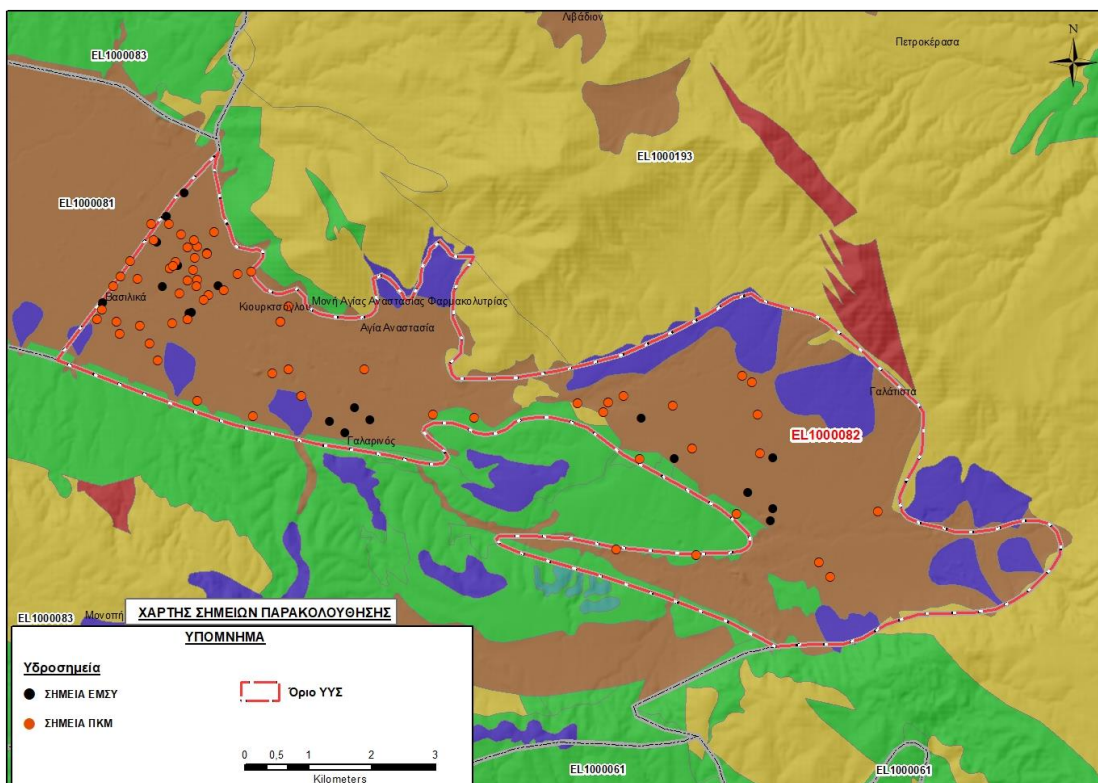 Λιβάδιον
Πετροκέρασα
N
EL1000083
EL1000193
EL1000081
Βασιλικά
Κιουρκτσόγλου
Μονή Αγίας Αναστασίας Φαρμακολυτρίας
Αγία Αναστασία
Γαλάτιστα
EL1000082
Γαλαρινός
EL1000083
Μονοπή
ΧΑΡΤΗΣ ΣΗΜΕΙΩΝ ΠΑΡΑΚΟΛΟΥΘΗΣΗΣ
ΥΠΟΜΝΗΜΑ
Υδροσημεία
ΣΗΜΕΙΑ ΕΜΣΥ
Όριο ΥΥΣ
ΣΗΜΕΙΑ ΠΚΜ
0 0,5 1 2 3
Kilometers
EL1000061
EL1000061